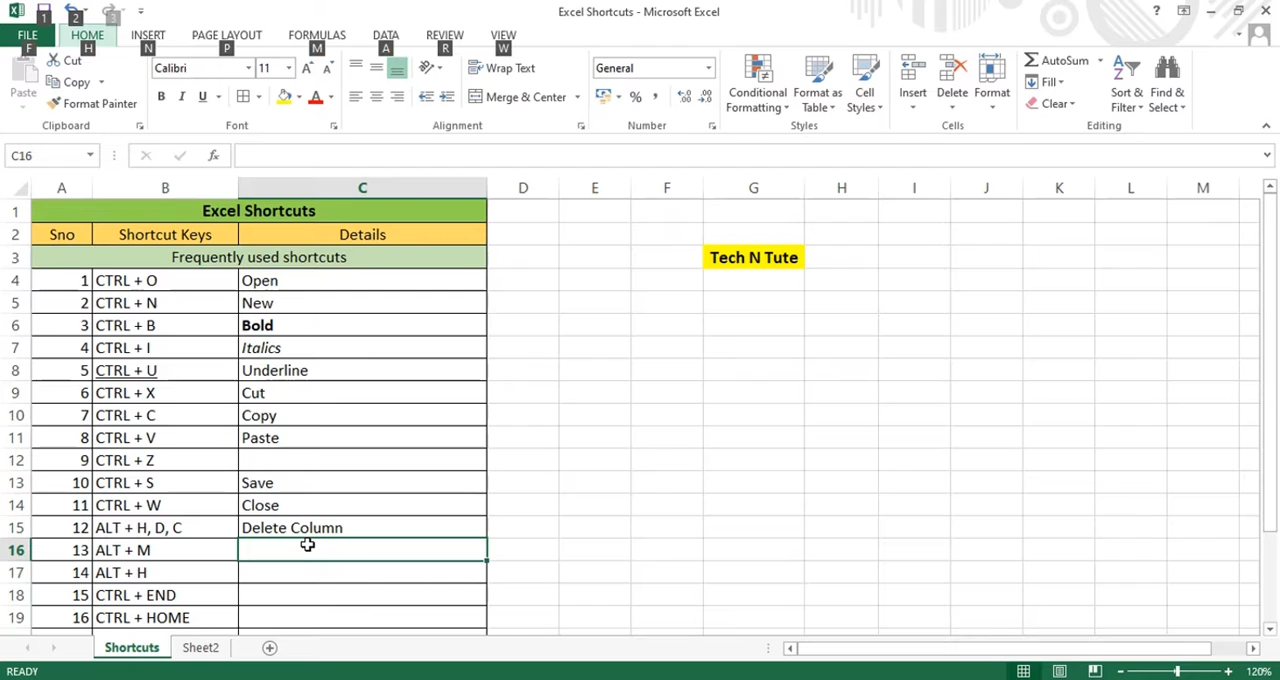 Excel Shortcuts - Microsoft Excel
?
1 2 3
FILE HOME INSERT PAGE LAYOUT FORMULAS DATA REVIEW VIEW
F H N P M A R W
Paste
Cut
Copy
Format Painter
Clipboard
Calibri 11 A A
B I U A
Font
Wrap Text
Merge & Center
Alignment
General
% ,
Number
Conditional Formatting
Format as Table
Cell Styles
Styles
Insert Delete Format
Cells
AutoSum
Fill
Clear
Sort & Filter
Find & Select
Editing
C16
fx
A B C D E F G H I J K L M
1 Excel Shortcuts
2 Sno Shortcut Keys Details
3 Frequently used shortcuts Tech N Tute
4 1 CTRL + O Open
5 2 CTRL + N New
6 3 CTRL + B Bold
7 4 CTRL + I Italics
8 5 CTRL + U Underline
9 6 CTRL + X Cut
10 7 CTRL + C Copy
11 8 CTRL + V Paste
12 9 CTRL + Z
13 10 CTRL + S Save
14 11 CTRL + W Close
15 12 ALT + H, D, C Delete Column
16 13 ALT + M
17 14 ALT + H
18 15 CTRL + END
19 16 CTRL + HOME
Shortcuts Sheet2
READY
120%